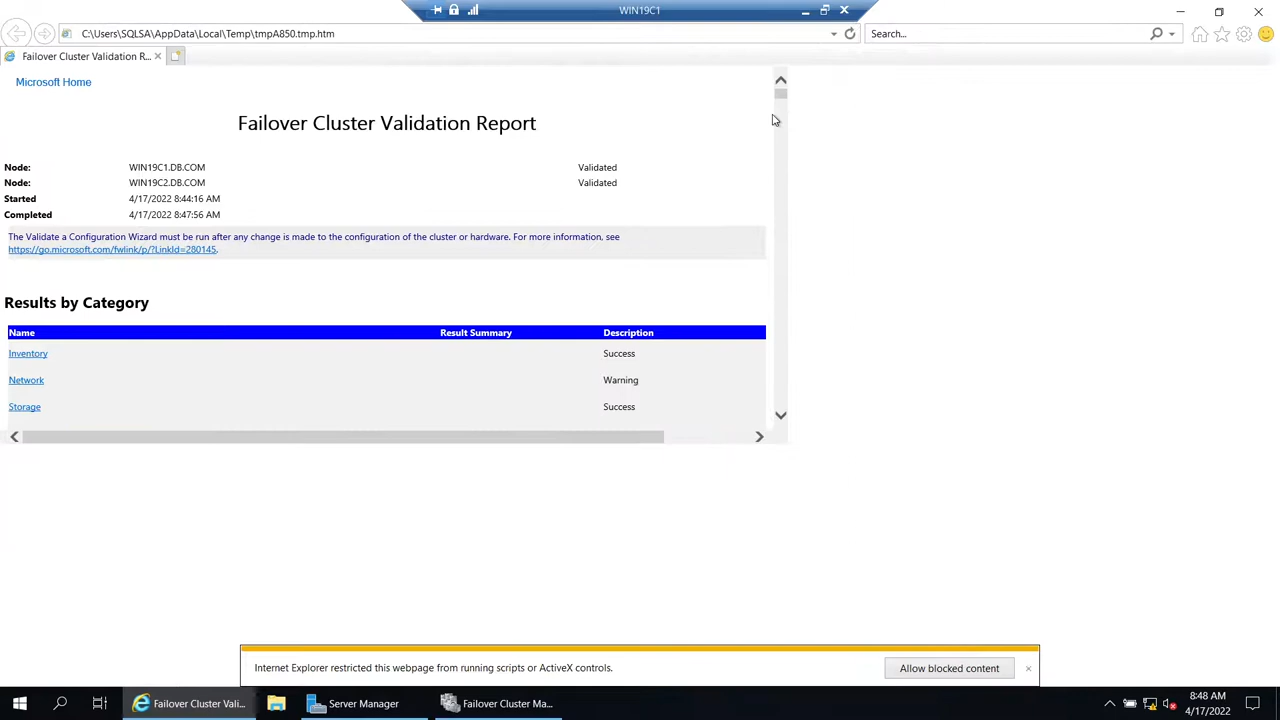 WIN19C1
C:\Users\SQLSA\AppData\Local\Temp\tmpA850.tmp.htm
Search...
Failover Cluster Validation R...
Microsoft Home
Failover Cluster Validation Report
Node: WIN19C1.DB.COM Validated
Node: WIN19C2.DB.COM Validated
Started 4/17/2022 8:44:16 AM
Completed 4/17/2022 8:47:56 AM
The Validate a Configuration Wizard must be run after any change is made to the configuration of the cluster or hardware. For more information, see
https://go.microsoft.com/fwlink/p/?LinkId=280145.
Results by Category
Name Result Summary Description
Inventory Success
Network Warning
Storage Success
Internet Explorer restricted this webpage from running scripts or ActiveX controls.
Allow blocked content
Failover Cluster Vali...
Server Manager
Failover Cluster Ma...
8:48 AM
4/17/2022